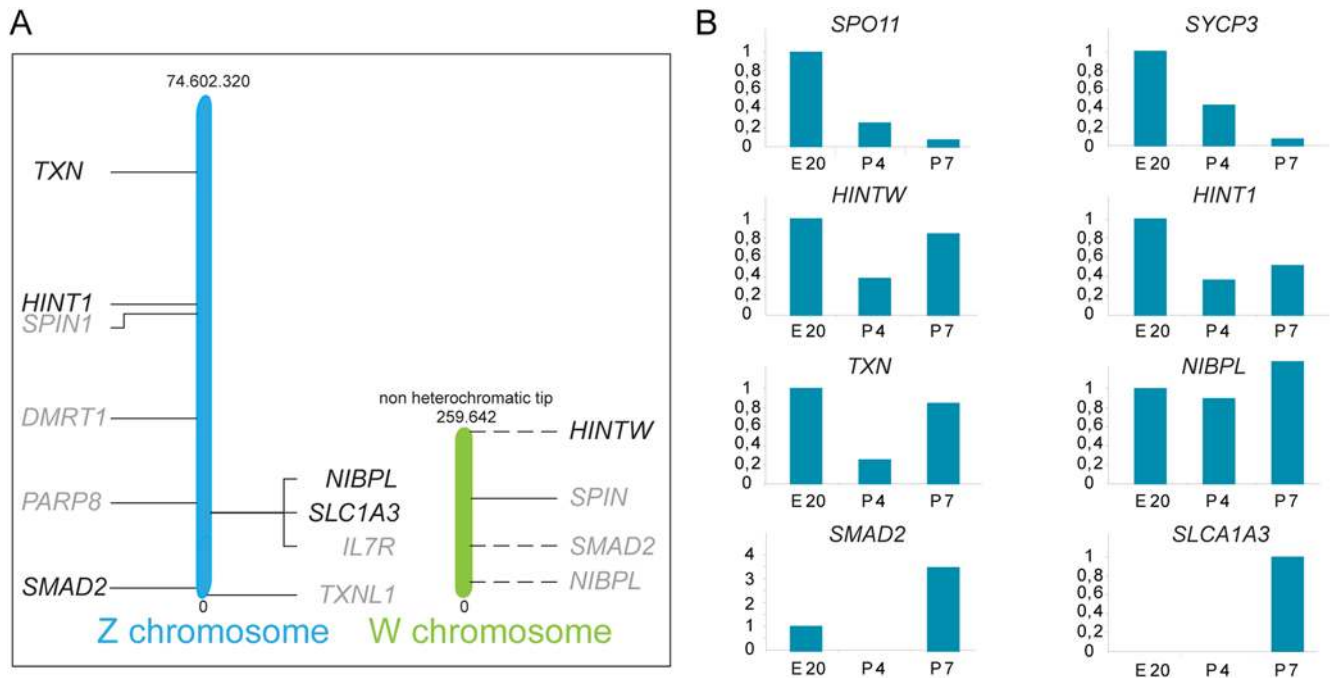 A
74.602.320
TXN
HINT1
SPIN1
DMRT1
PARP8
SMAD2
NIBPL
SLC1A3
IL7R
TXNL1
0
Z chromosome
non heterochromatic tip
259.642
HINTW
SPIN
SMAD2
NIBPL
0
W chromosome
B
SPO11
1
0,8
0,6
0,4
0,2
0
E 20 P 4 P 7
SYCP3
1
0,8
0,6
0,4
0,2
0
E 20 P 4 P 7
HINTW
1
0,8
0,6
0,4
0,2
0
E 20 P 4 P 7
HINT1
1
0,8
0,6
0,4
0,2
0
E 20 P 4 P 7
TXN
1
0,8
0,6
0,4
0,2
0
E 20 P 4 P 7
NIBPL
1
0,8
0,6
0,4
0,2
0
E 20 P 4 P 7
SMAD2
4
3
2
1
0
E 20 P 4 P 7
SLCA1A3
1
0,8
0,6
0,4
0,2
0
E 20 P 4 P 7